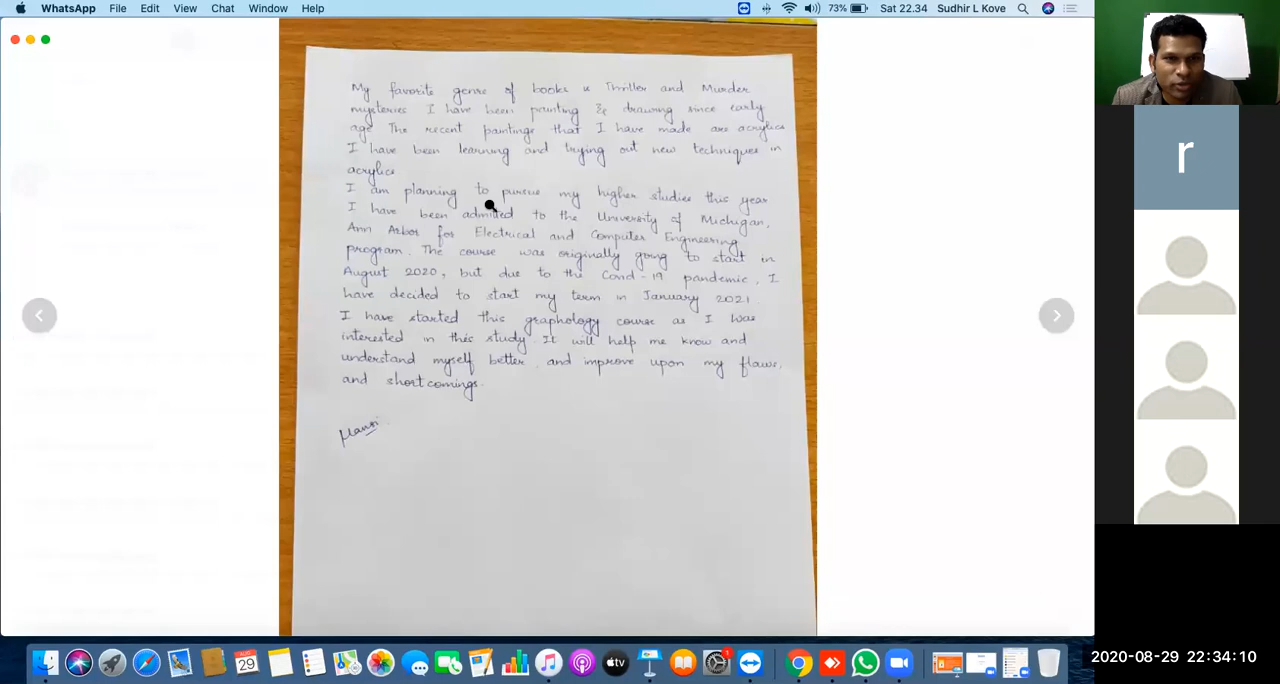 WhatsApp File Edit View Chat Window Help 73% Sat 22.34 Sudhir L Kove
My favorite genre of books is Thriller and Murder
mysteries I have been painting & drawing since early
age The recent paintings that I have made are acrylics
I have been learning and trying out new techniques in
acrylics
I am planning to pursue my higher studies this year
I have been admitted to the University of Michigan,
Ann Arbor for Electrical and Computer Engineering
program. The course was originally going to start in
August 2020, but due to the Covid-19 pandemic, I
have decided to start my term in January 2021
I have started this graphology course as I was
interested in this study. It will help me know and
understand myself better and improve upon my flaws,
and shortcomings.
r
AUG
29
tv
1
2020-08-29 22:34:10